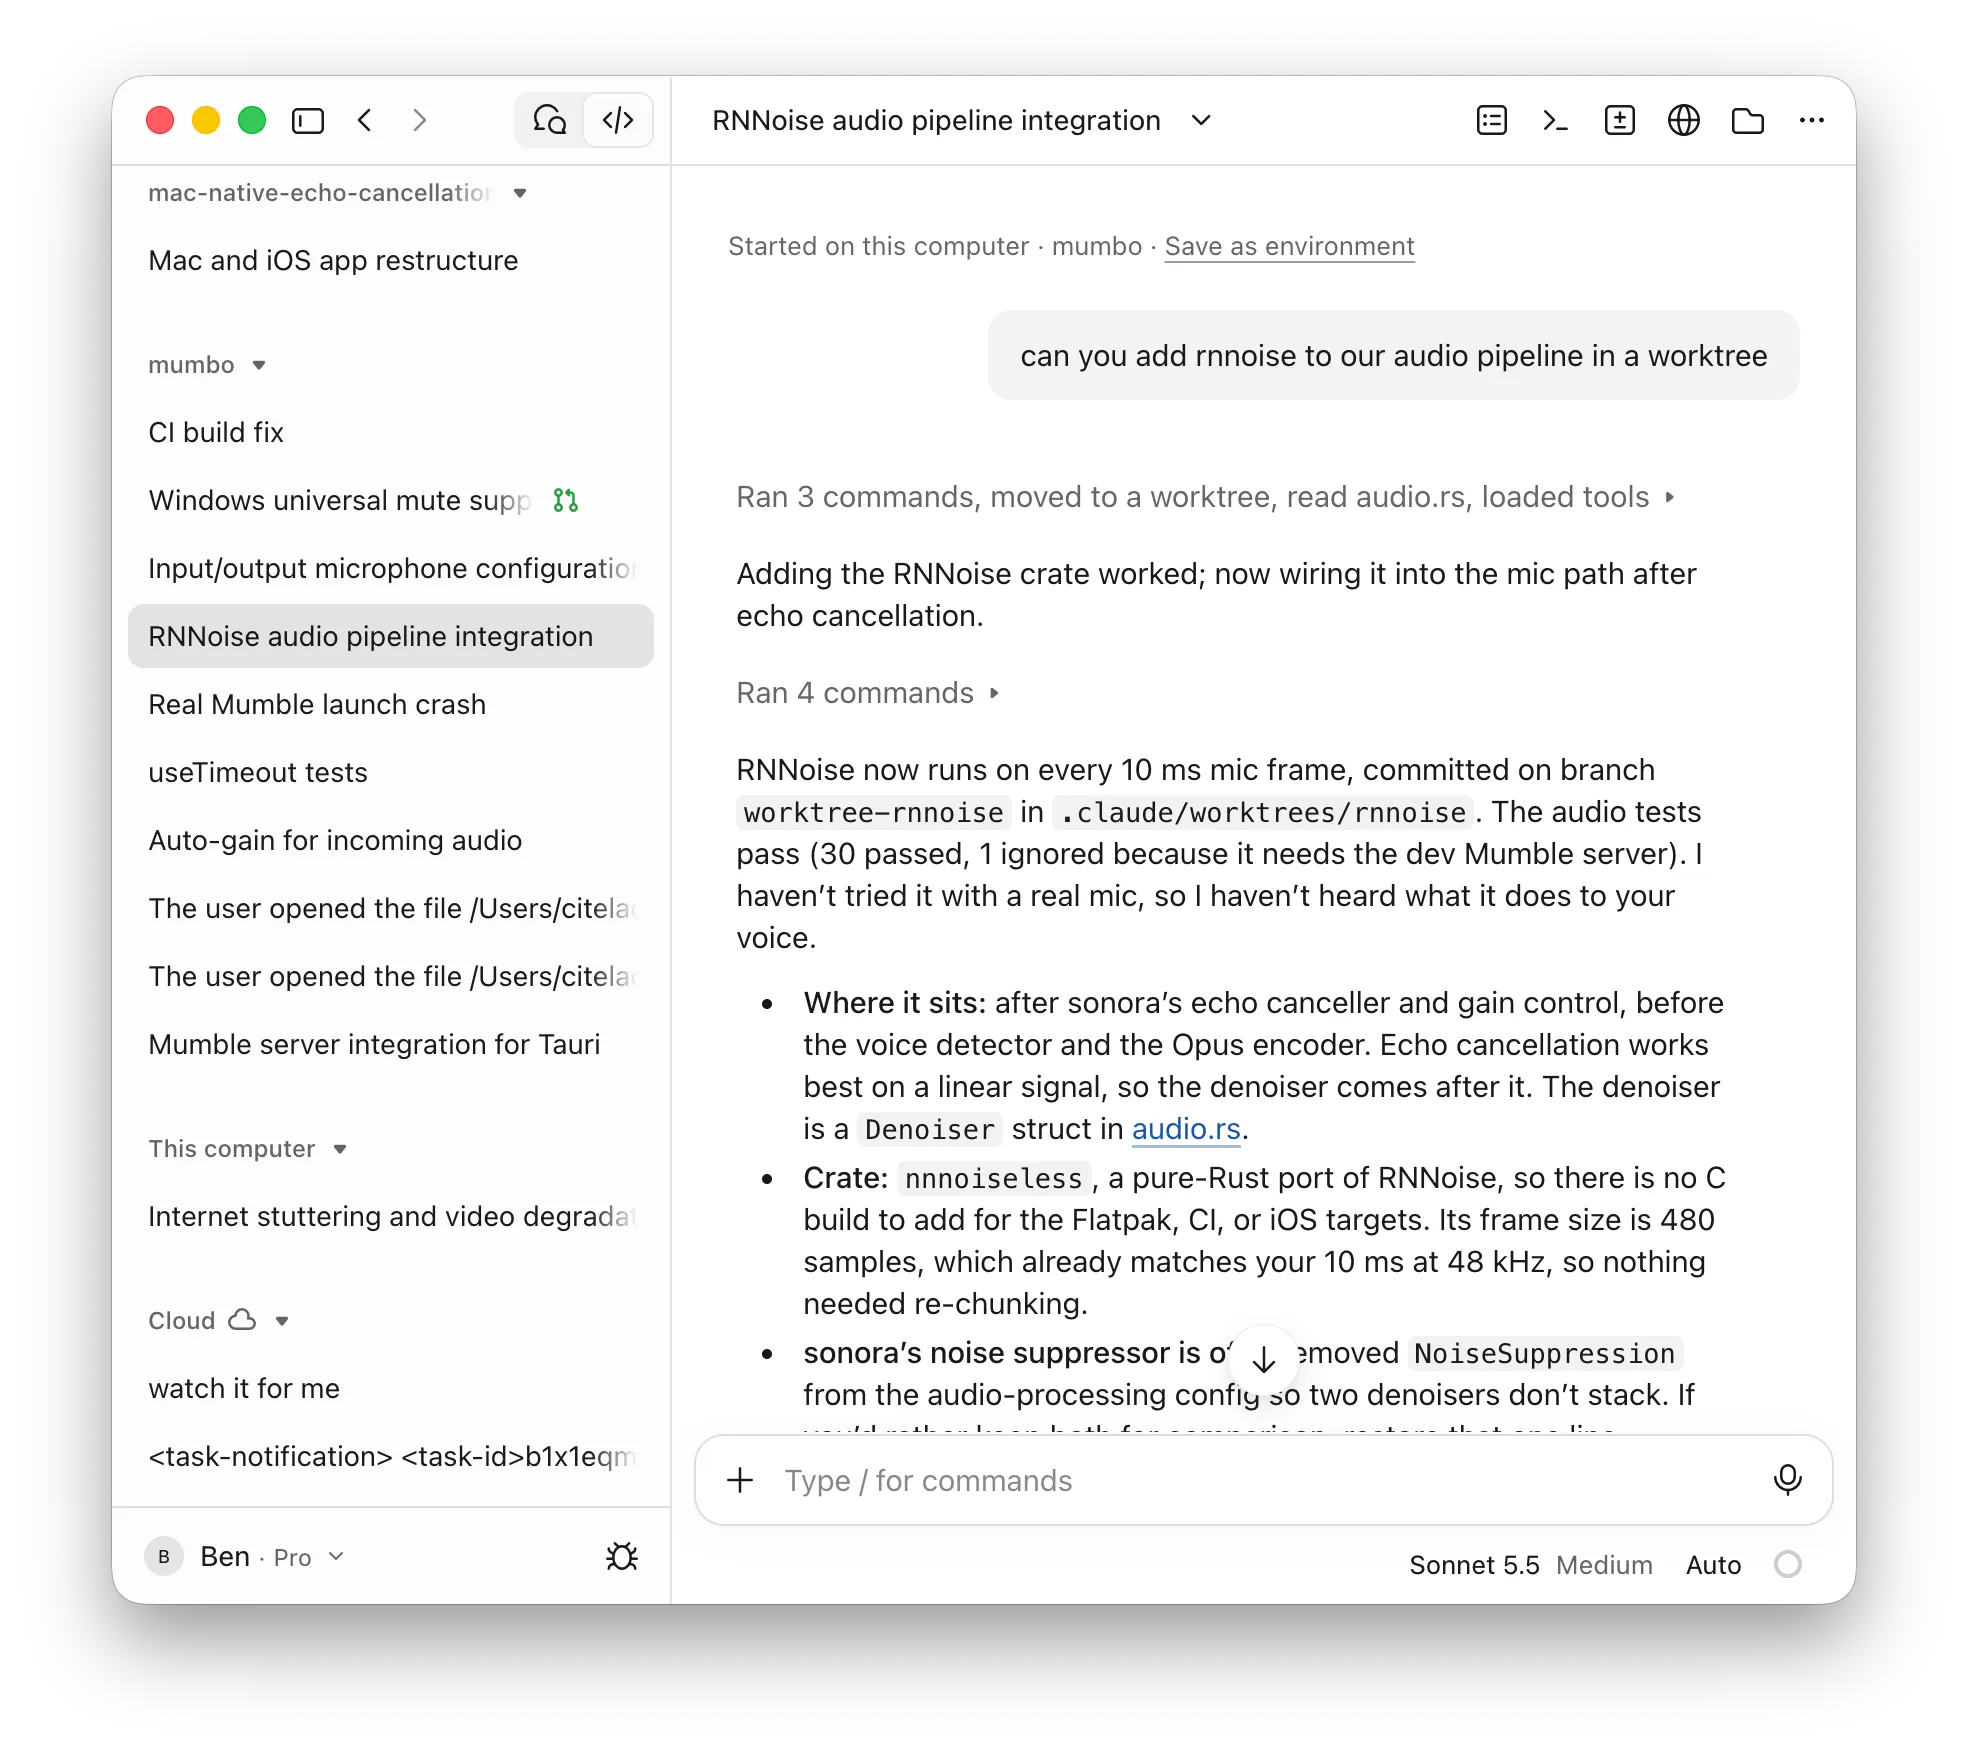 RNNoise audio pipeline integration
mac-native-echo-cancellation
Mac and iOS app restructure
mumbo
CI build fix
Windows universal mute supp
Input/output microphone configuration
RNNoise audio pipeline integration
Real Mumble launch crash
useTimeout tests
Auto-gain for incoming audio
The user opened the file /Users/citela
The user opened the file /Users/citela
Mumble server integration for Tauri
This computer
Internet stuttering and video degradat
Cloud
watch it for me
<task-notification> <task-id>b1x1eqm
B Ben · Pro
Started on this computer · mumbo · Save as environment
can you add rnnoise to our audio pipeline in a worktree
Ran 3 commands, moved to a worktree, read audio.rs, loaded tools
Adding the RNNoise crate worked; now wiring it into the mic path after
echo cancellation.
Ran 4 commands
RNNoise now runs on every 10 ms mic frame, committed on branch
worktree-rnnoise in .claude/worktrees/rnnoise. The audio tests
pass (30 passed, 1 ignored because it needs the dev Mumble server). I
haven’t tried it with a real mic, so I haven’t heard what it does to your
voice.
• Where it sits: after sonora’s echo canceller and gain control, before
the voice detector and the Opus encoder. Echo cancellation works
best on a linear signal, so the denoiser comes after it. The denoiser
is a Denoiser struct in audio.rs.
• Crate: nnnoiseless, a pure-Rust port of RNNoise, so there is no C
build to add for the Flatpak, CI, or iOS targets. Its frame size is 480
samples, which already matches your 10 ms at 48 kHz, so nothing
needed re-chunking.
• sonora’s noise suppressor is of emoved NoiseSuppression
from the audio-processing config so two denoisers don’t stack. If
you’d rather keep both for comparison, restore that one line
Type / for commands
Sonnet 5.5 Medium Auto